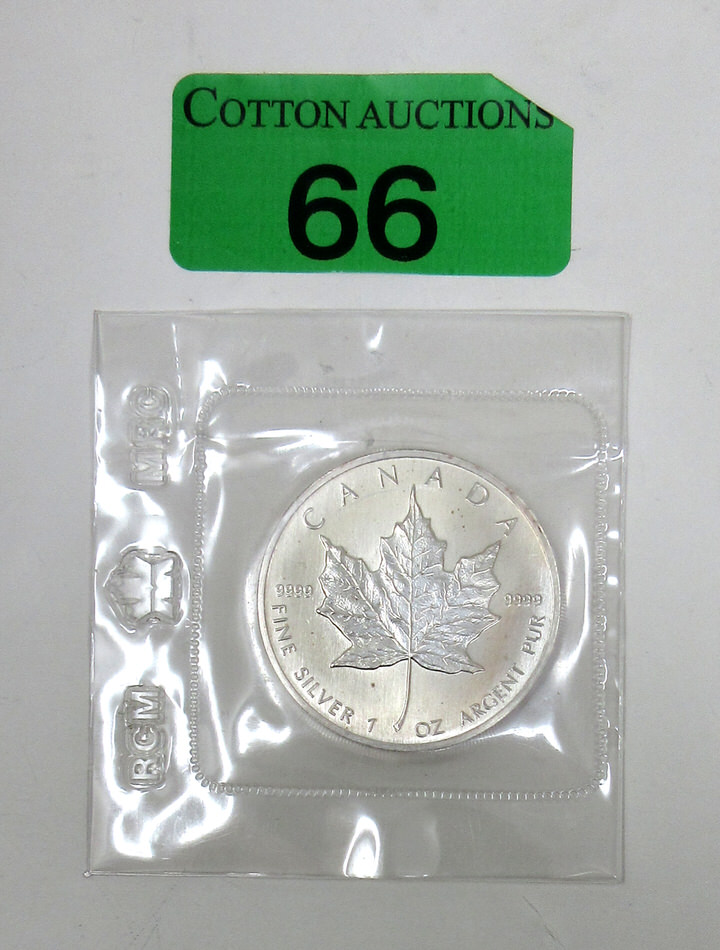 COTTON AUCTIONS
66
MRC
RCM
CANADA
9999 9999
FINE SILVER 1 OZ ARGENT PUR